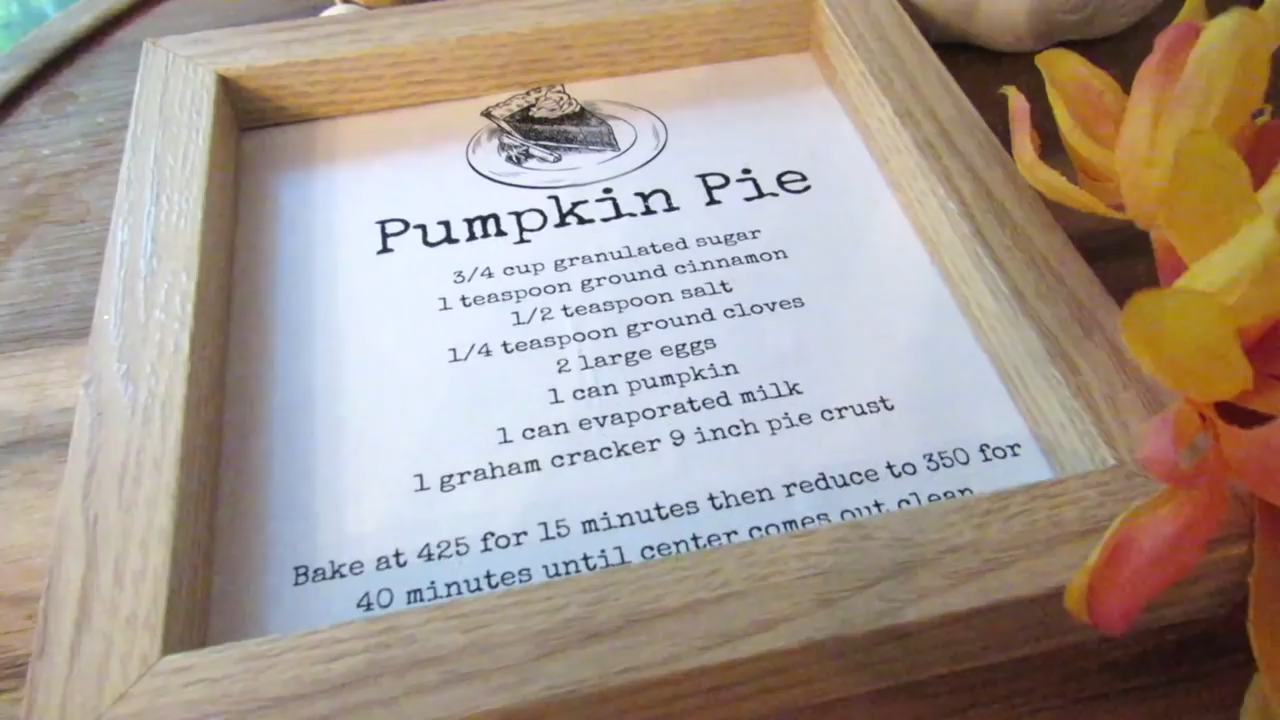 Pumpkin Pie
3/4 cup granulated sugar
1 teaspoon ground cinnamon
1/2 teaspoon salt
1/4 teaspoon ground cloves
2 large eggs
1 can pumpkin
1 can evaporated milk
1 graham cracker 9 inch pie crust
Bake at 425 for 15 minutes then reduce to 350 for
40 minutes until center comes out clean